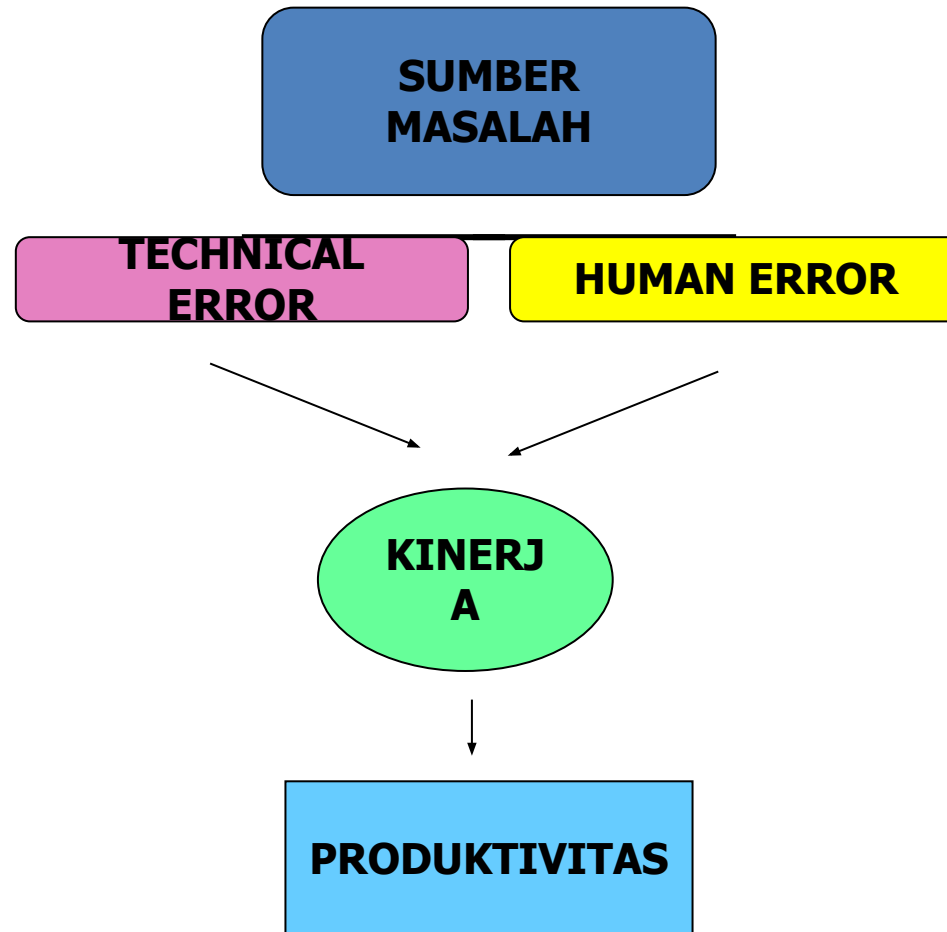 SUMBER
MASALAH
TECHNICAL
ERROR
HUMAN ERROR
KINERJ
A
PRODUKTIVITAS